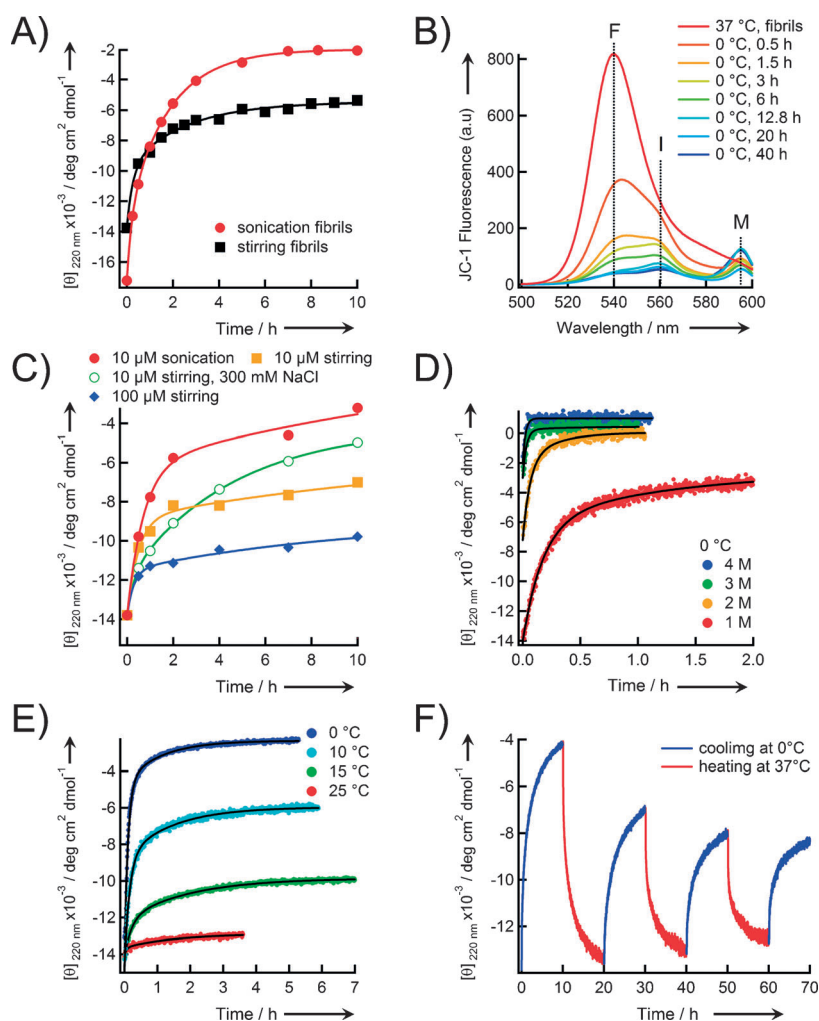 A)
[θ]220 nm x10⁻³ / deg cm² dmol⁻¹
-2
-4
-6
-8
-10
-12
-14
-16
sonication fibrils
stirring fibrils
0 2 4 6 8 10
Time / h
B)
F
I
M
37 °C, fibrils
0 °C, 0.5 h
0 °C, 1.5 h
0 °C, 3 h
0 °C, 6 h
0 °C, 12.8 h
0 °C, 20 h
0 °C, 40 h
JC-1 Fluorescence (a.u)
800
600
400
200
0
500 520 540 560 580 600
Wavelength / nm
C)
10 µM sonication 10 µM stirring
10 µM stirring, 300 mM NaCl
100 µM stirring
[θ]220 nm x10⁻³ / deg cm² dmol⁻¹
-4
-6
-8
-10
-12
-14
0 2 4 6 8 10
Time / h
D)
[θ]220 nm x10⁻³ / deg cm² dmol⁻¹
0
-2
-4
-6
-8
-10
-12
-14
0 °C
4 M
3 M
2 M
1 M
0.0 0.5 1.0 1.5 2.0
Time / h
E)
[θ]220 nm x10⁻³ / deg cm² dmol⁻¹
-4
-6
-8
-10
-12
-14
0 °C
10 °C
15 °C
25 °C
0 1 2 3 4 5 6 7
Time / h
F)
[θ]220 nm x10⁻³ / deg cm² dmol⁻¹
-4
-6
-8
-10
-12
coolimg at 0°C
heating at 37°C
0 10 20 30 40 50 60 70
Time / h